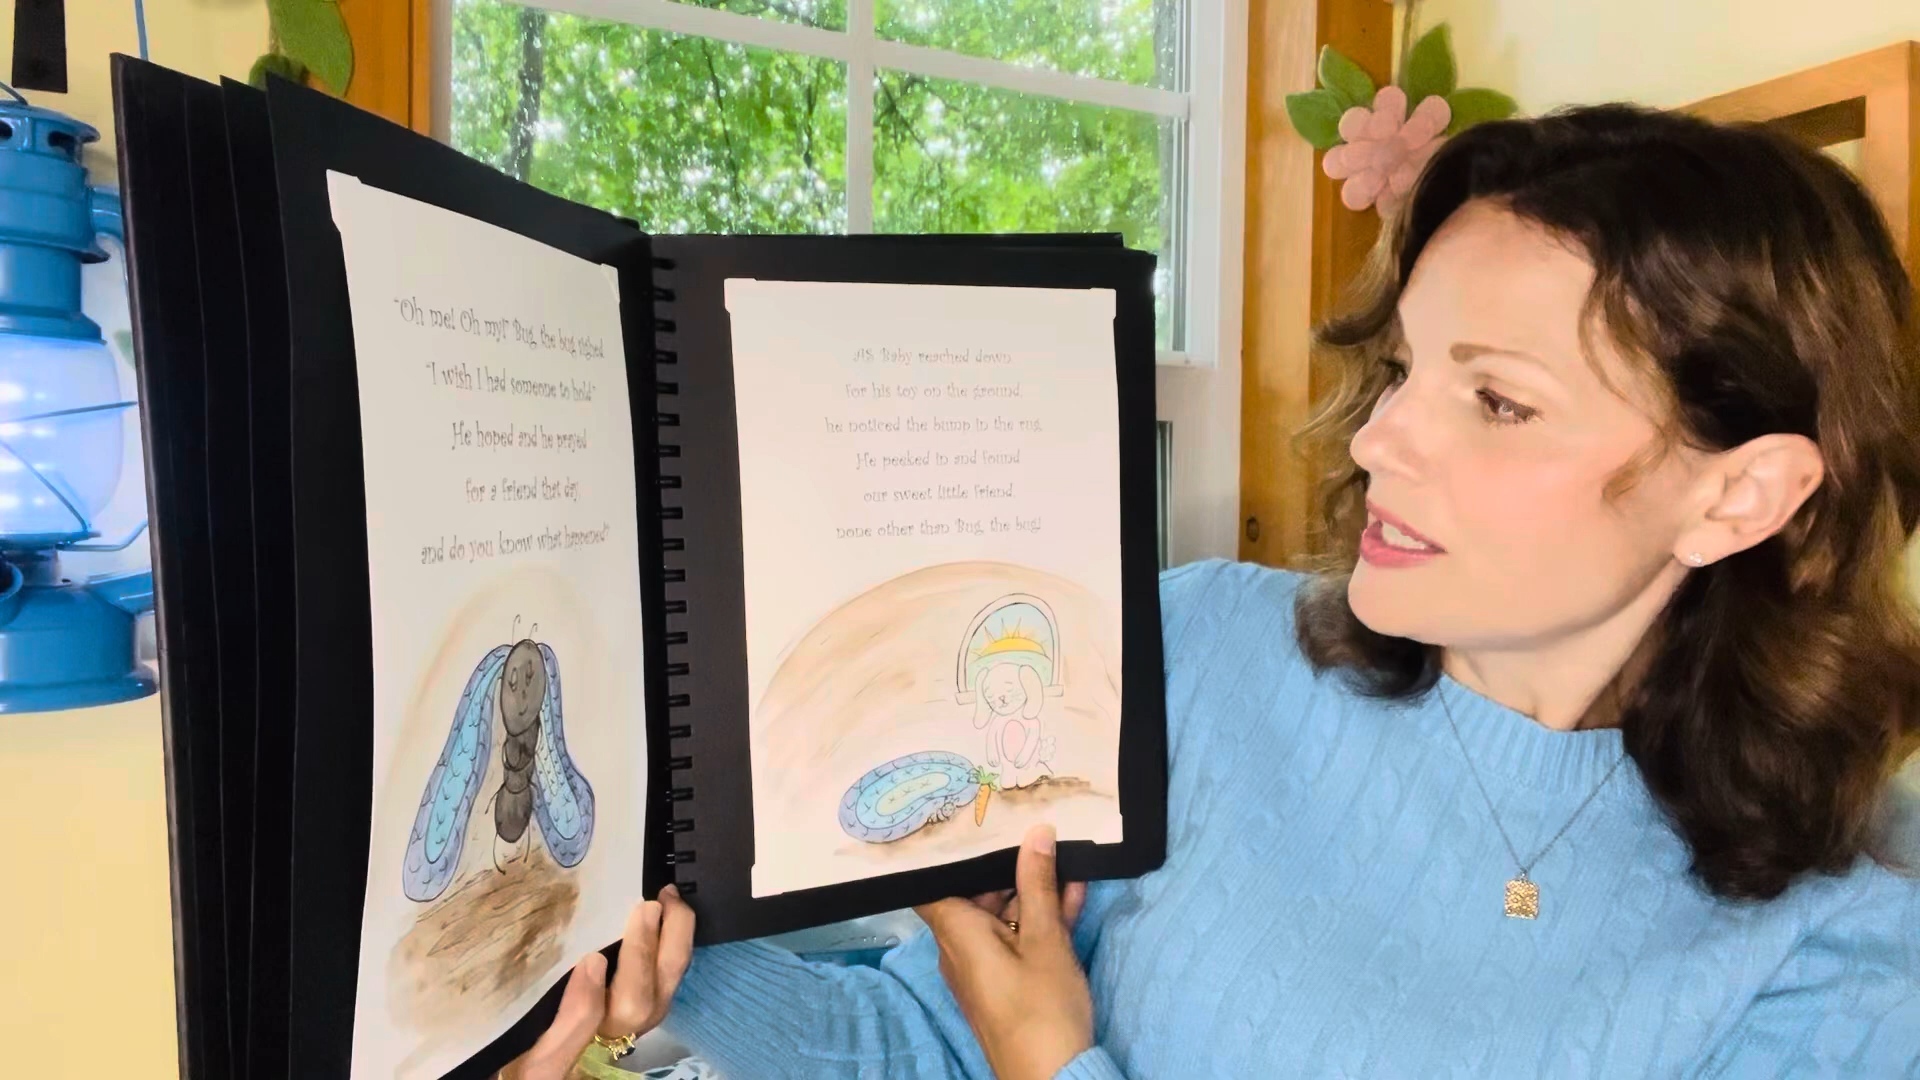 "Oh me! Oh my!" Bug, the bug sighed.
"I wish I had someone to hold."
He hoped and he prayed
for a friend that day,
and do you know what happened?
As Baby reached down
for his toy on the ground,
he noticed the bump in the rug.
He peeked in and found
our sweet little friend,
none other than Bug, the bug!